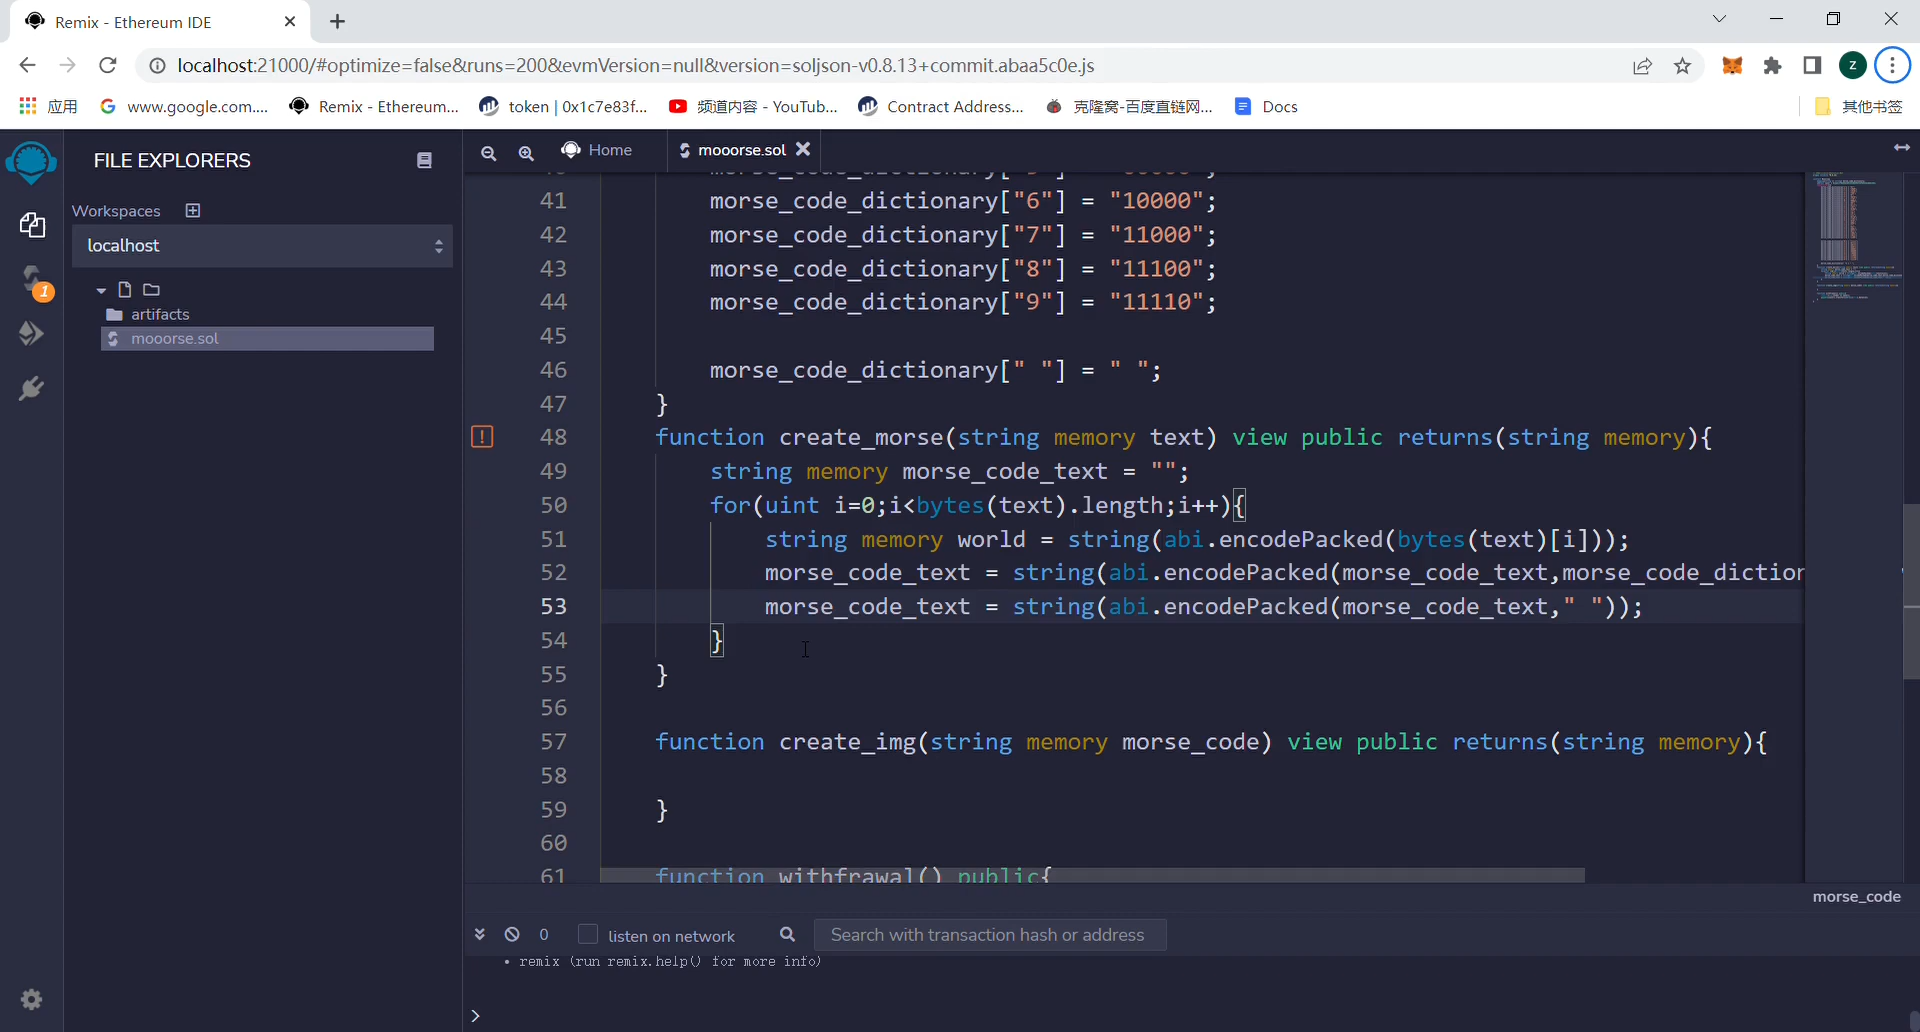 Remix - Ethereum IDE
localhost:21000/#optimize=false&runs=200&evmVersion=null&version=soljson-v0.8.13+commit.abaa5c0e.js
z
应用
www.google.com....
Remix - Ethereum...
token | 0x1c7e83f...
频道内容 - YouTub...
Contract Address...
克隆窝-百度直链网...
Docs
其他书签
FILE EXPLORERS
Home
mooorse.sol
Workspaces
localhost
1
artifacts
mooorse.sol
41 morse_code_dictionary["6"] = "10000";
42 morse_code_dictionary["7"] = "11000";
43 morse_code_dictionary["8"] = "11100";
44 morse_code_dictionary["9"] = "11110";
45
46 morse_code_dictionary[" "] = " ";
47 }
48 function create_morse(string memory text) view public returns(string memory){
49 string memory morse_code_text = "";
50 for(uint i=0;i<bytes(text).length;i++){
51 string memory world = string(abi.encodePacked(bytes(text)[i]));
52 morse_code_text = string(abi.encodePacked(morse_code_text,morse_code_diction
53 morse_code_text = string(abi.encodePacked(morse_code_text," "));
54 }
55 }
56
57 function create_img(string memory morse_code) view public returns(string memory){
58
59 }
60
61 function withfrawal() public{
morse_code
0
listen on network
Search with transaction hash or address
• remix (run remix.help() for more info)
>